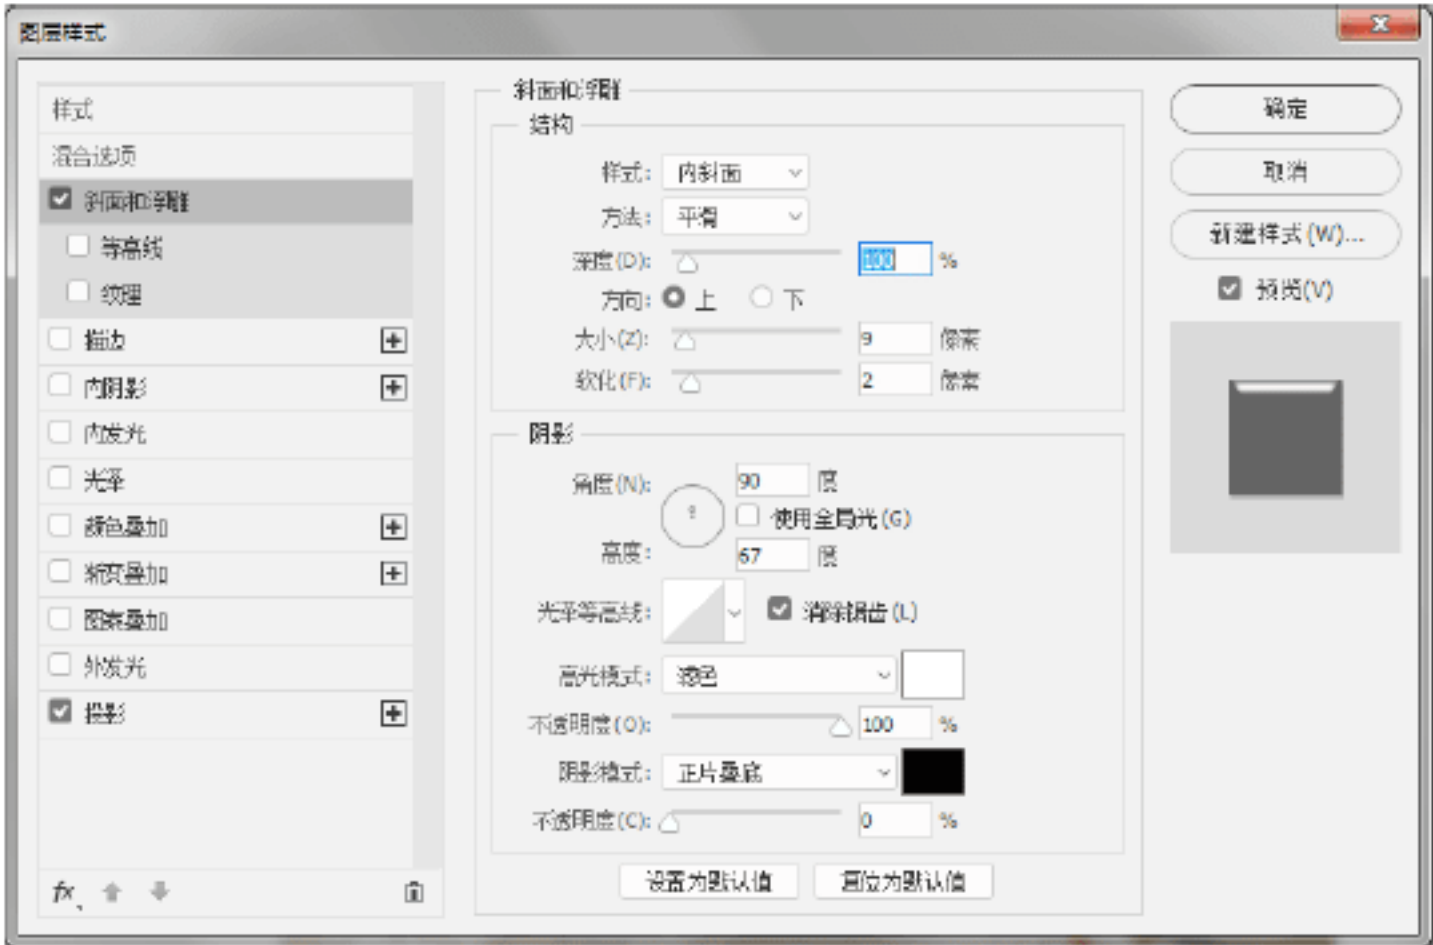 图层样式
样式
混合选项
斜面和浮雕
等高线
纹理
描边
内阴影
内发光
光泽
颜色叠加
渐变叠加
图案叠加
外发光
投影
fx
斜面和浮雕
结构
样式: 内斜面
方法: 平滑
深度(D): 100 %
方向: 上 下
大小(Z): 9 像素
软化(F): 2 像素
阴影
角度(N): 90 度
使用全局光(G)
高度: 67 度
光泽等高线: 消除锯齿(L)
高光模式: 滤色
不透明度(O): 100 %
阴影模式: 正片叠底
不透明度(C): 0 %
设置为默认值 复位为默认值
确定
取消
新建样式(W)...
预览(V)